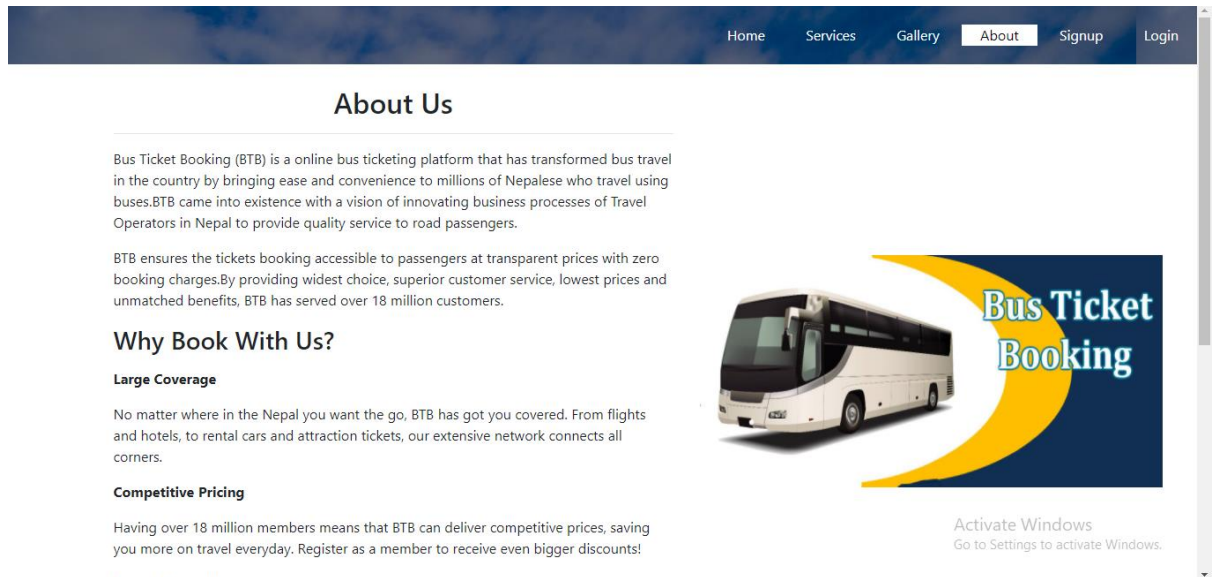 Home Services Gallery About Signup Login
About Us
Bus Ticket Booking (BTB) is a online bus ticketing platform that has transformed bus travel
in the country by bringing ease and convenience to millions of Nepalese who travel using
buses.BTB came into existence with a vision of innovating business processes of Travel
Operators in Nepal to provide quality service to road passengers.
BTB ensures the tickets booking accessible to passengers at transparent prices with zero
booking charges.By providing widest choice, superior customer service, lowest prices and
unmatched benefits, BTB has served over 18 million customers.
Why Book With Us?
Large Coverage
No matter where in the Nepal you want the go, BTB has got you covered. From flights
and hotels, to rental cars and attraction tickets, our extensive network connects all
corners.
Competitive Pricing
Having over 18 million members means that BTB can deliver competitive prices, saving
you more on travel everyday. Register as a member to receive even bigger discounts!
Bus Ticket
Booking
Activate Windows
Go to Settings to activate Windows.